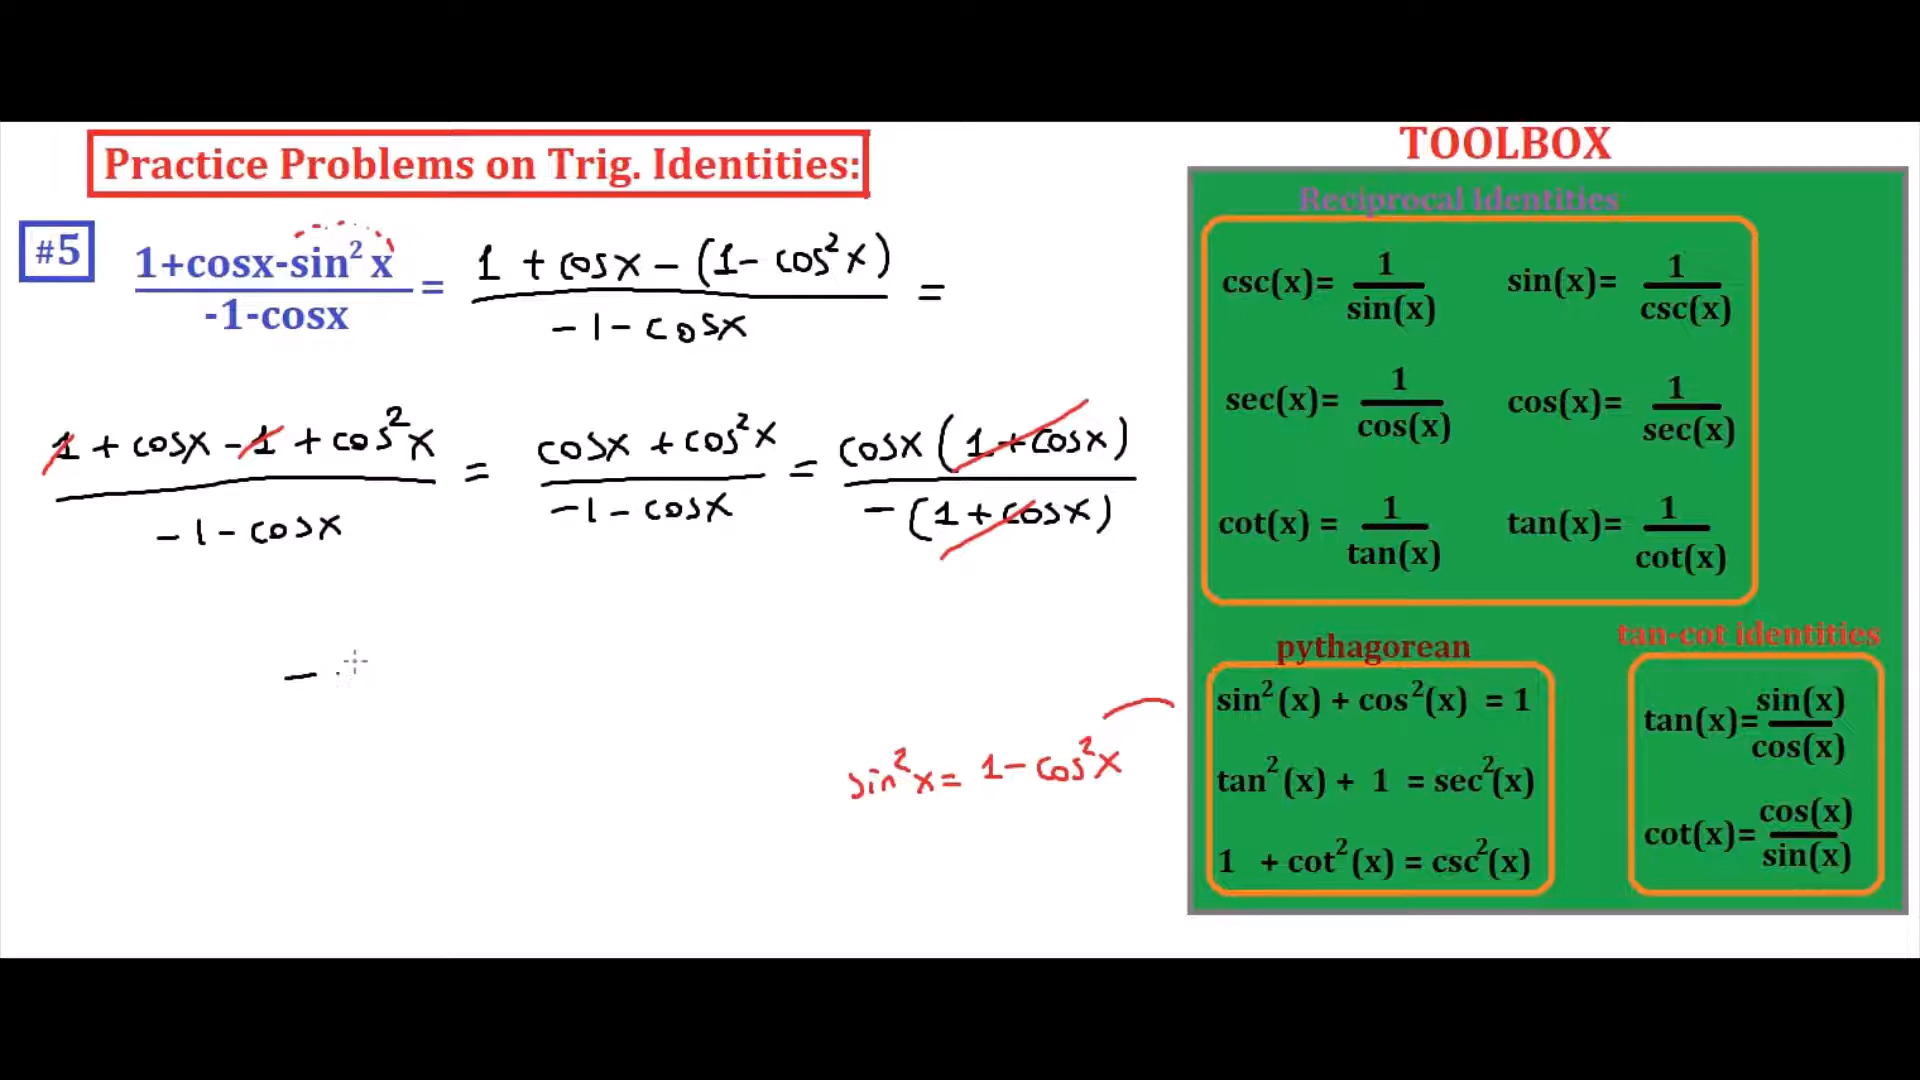 Practice Problems on Trig. Identities:
#5 (1+cosx-sin² x)/(-1-cosx) = (1 + cosx - (1 - cos²x))/(-1 - cosx) =
(1 + cosx - 1 + cos²x)/(-1 - cosx) = (cosx + cos²x)/(-1 - cosx) = (cosx (1 + cosx))/(-(1 + cosx))
-
sin²x = 1 - cos²x
TOOLBOX
Reciprocal Identities
csc(x)= 1/sin(x) sin(x)= 1/csc(x)
sec(x)= 1/cos(x) cos(x)= 1/sec(x)
cot(x) = 1/tan(x) tan(x)= 1/cot(x)
pythagorean
sin²(x) + cos²(x) = 1
tan²(x) + 1 = sec²(x)
1 + cot²(x) = csc²(x)
tan-cot identities
tan(x)= sin(x)/cos(x)
cot(x)= cos(x)/sin(x)